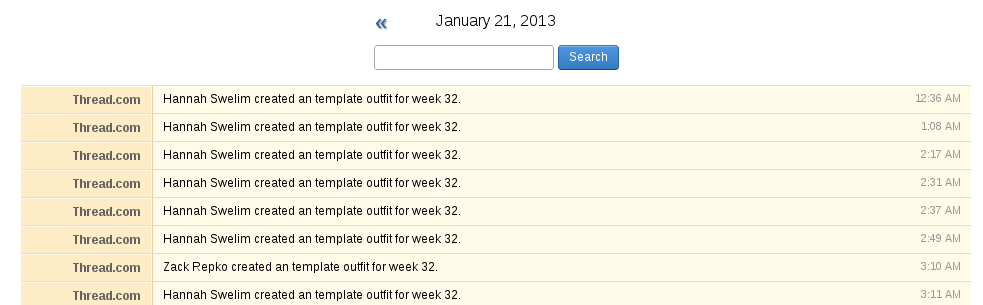 « January 21, 2013
Search
Thread.com Hannah Swelim created an template outfit for week 32. 12:36 AM
Thread.com Hannah Swelim created an template outfit for week 32. 1:08 AM
Thread.com Hannah Swelim created an template outfit for week 32. 2:17 AM
Thread.com Hannah Swelim created an template outfit for week 32. 2:31 AM
Thread.com Hannah Swelim created an template outfit for week 32. 2:37 AM
Thread.com Hannah Swelim created an template outfit for week 32. 2:49 AM
Thread.com Zack Repko created an template outfit for week 32. 3:10 AM
Thread.com Hannah Swelim created an template outfit for week 32. 3:11 AM